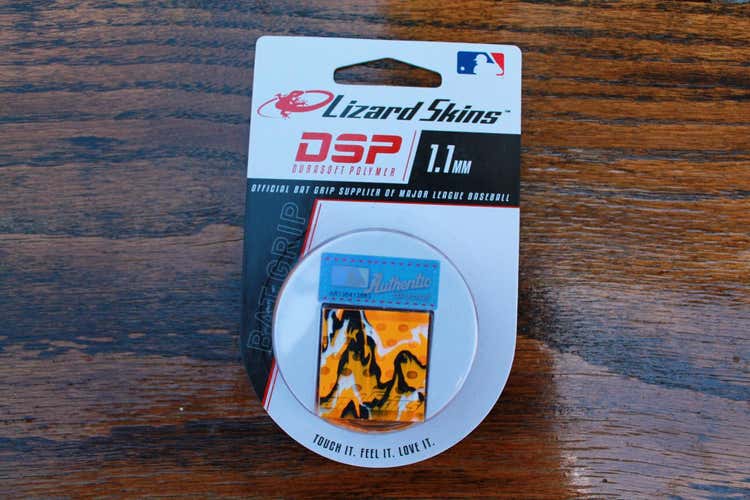 Lizard Skins™
DSP
DURASOFT POLYMER
1.1MM
OFFICIAL BAT GRIP SUPPLIER OF MAJOR LEAGUE BASEBALL
BAT GRIP
Authentic
TOUCH IT. FEEL IT. LOVE IT.